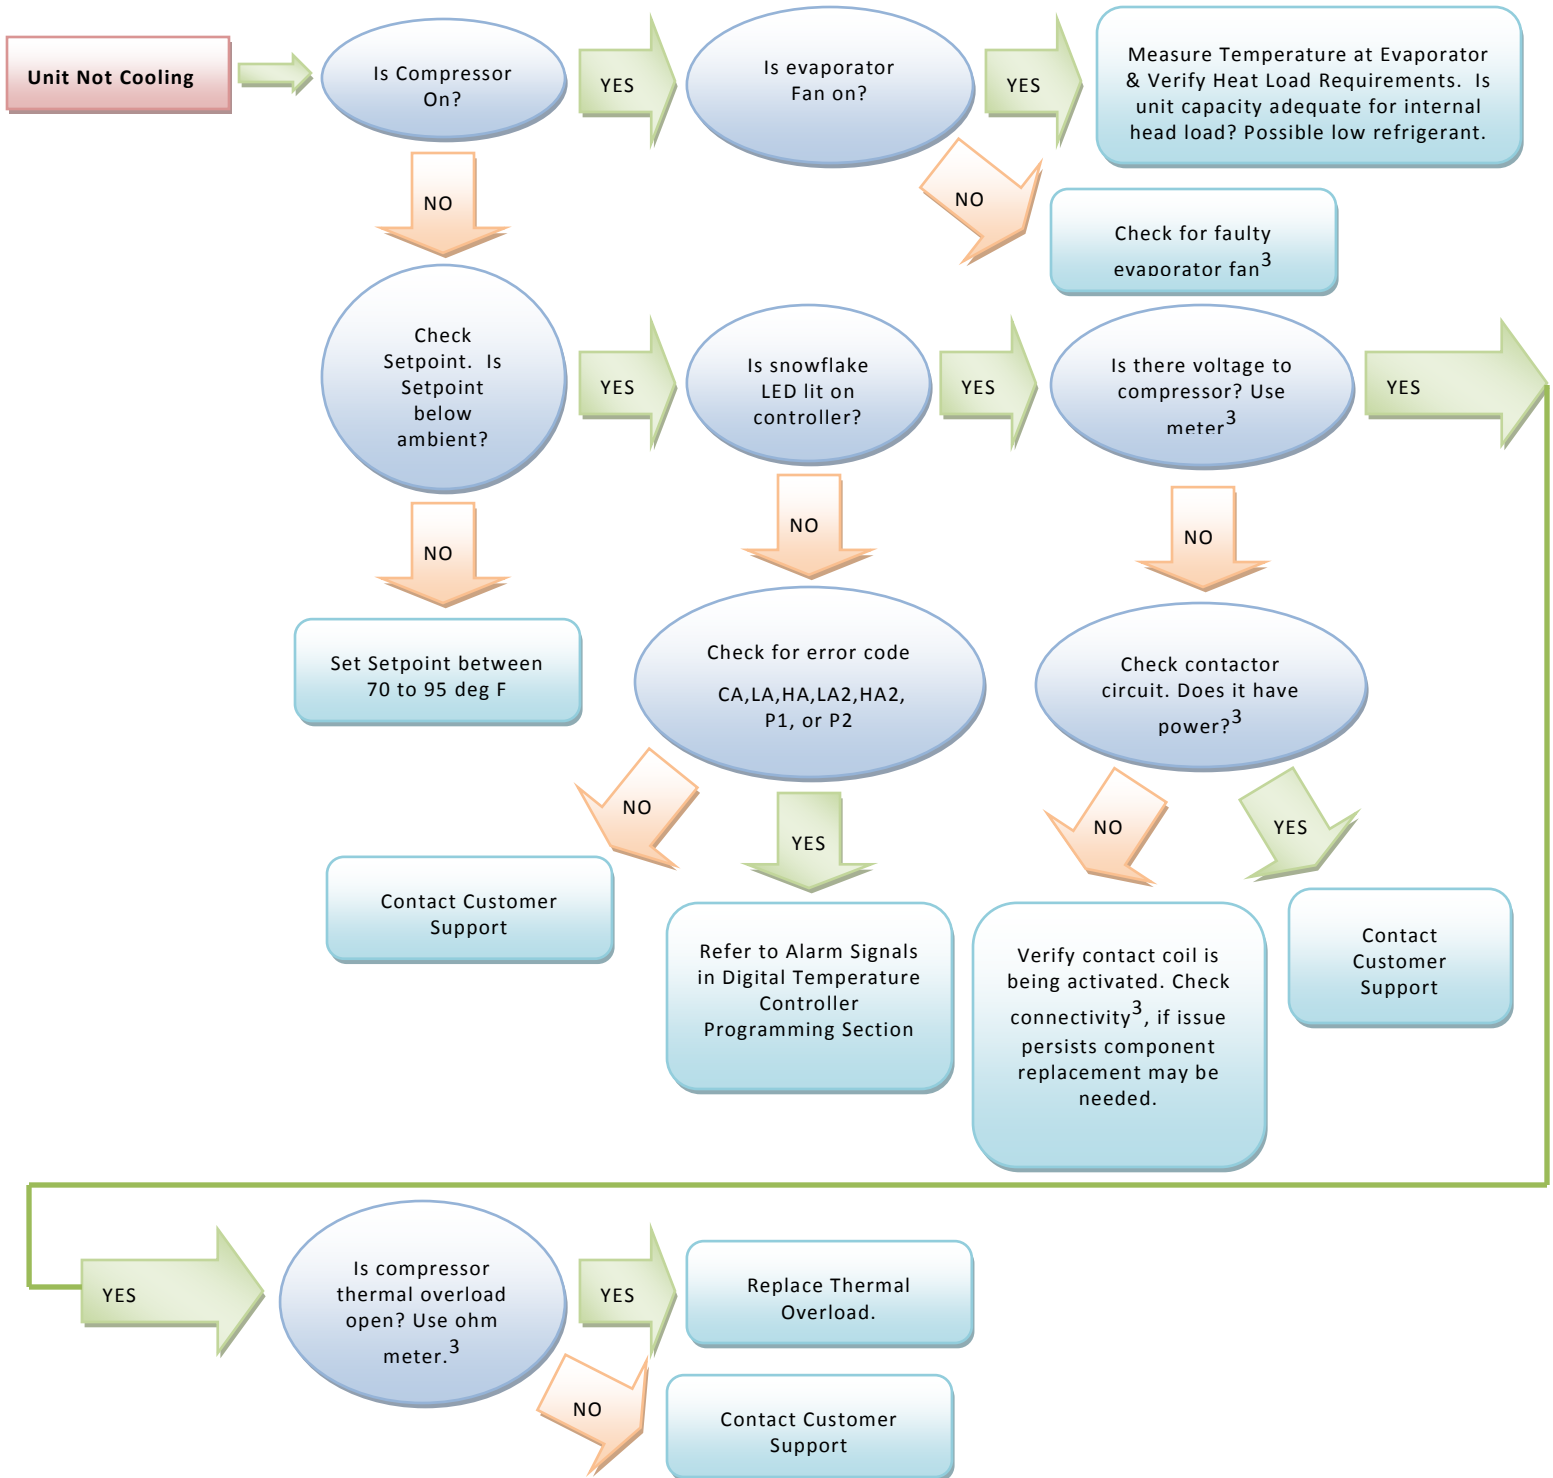 Unit Not Cooling
Is Compressor
On?
YES
Is evaporator
Fan on?
YES
Measure Temperature at Evaporator
& Verify Heat Load Requirements. Is
unit capacity adequate for internal
head load? Possible low refrigerant.
NO
NO
Check for faulty
evaporator fan3
Check
Setpoint. Is
Setpoint
below
ambient?
YES
Is snowflake
LED lit on
controller?
YES
Is there voltage to
compressor? Use
meter3
YES
NO
NO
NO
Set Setpoint between
70 to 95 deg F
Check for error code
CA,LA,HA,LA2,HA2,
P1, or P2
Check contactor
circuit. Does it have
power?3
NO
YES
NO
YES
Contact Customer
Support
Refer to Alarm Signals
in Digital Temperature
Controller
Programming Section
Verify contact coil is
being activated. Check
connectivity3, if issue
persists component
replacement may be
needed.
Contact
Customer
Support
YES
Is compressor
thermal overload
open? Use ohm
meter.3
YES
Replace Thermal
Overload.
NO
Contact Customer
Support